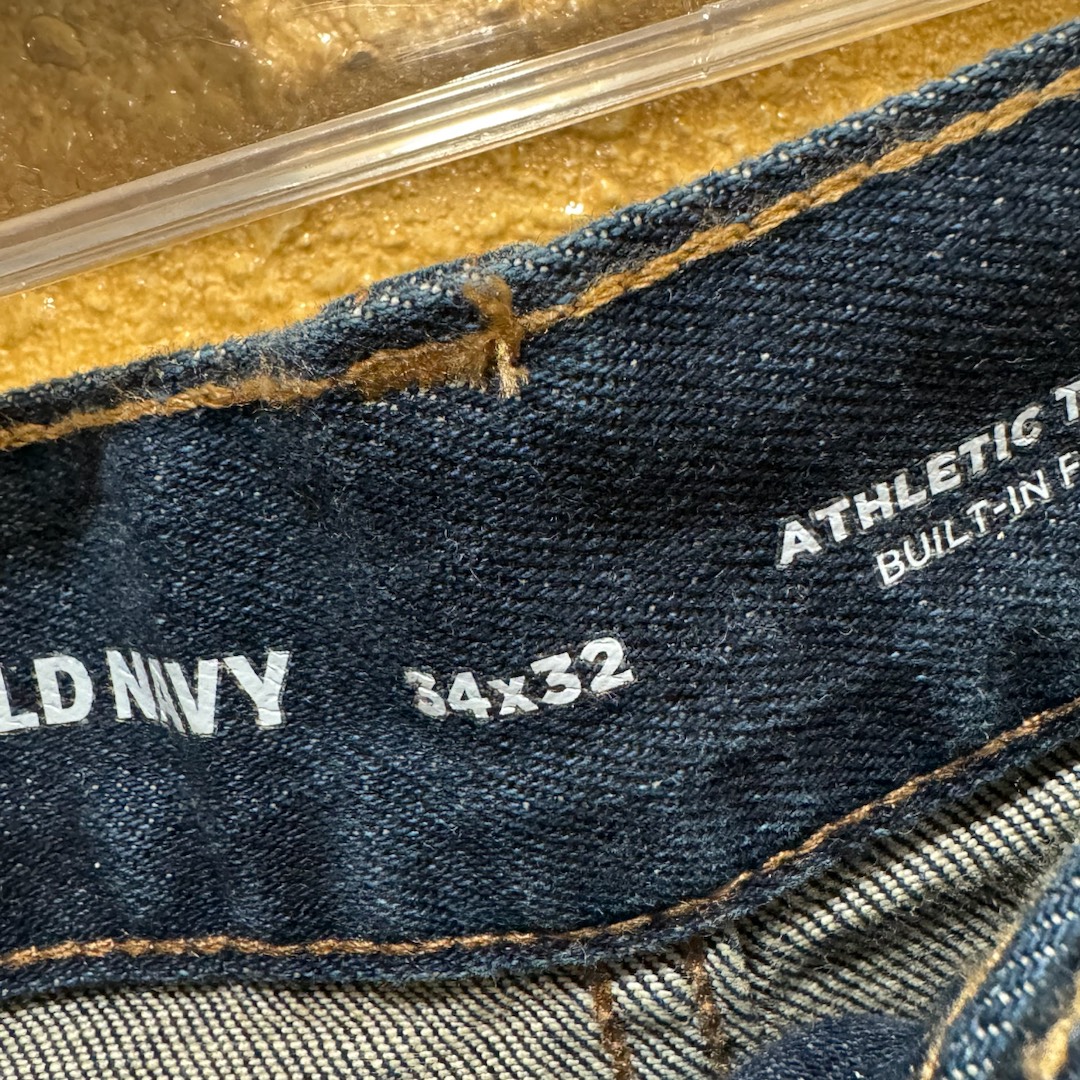 LD NAVY 34x32
ATHLETIC T
BUILT-IN F